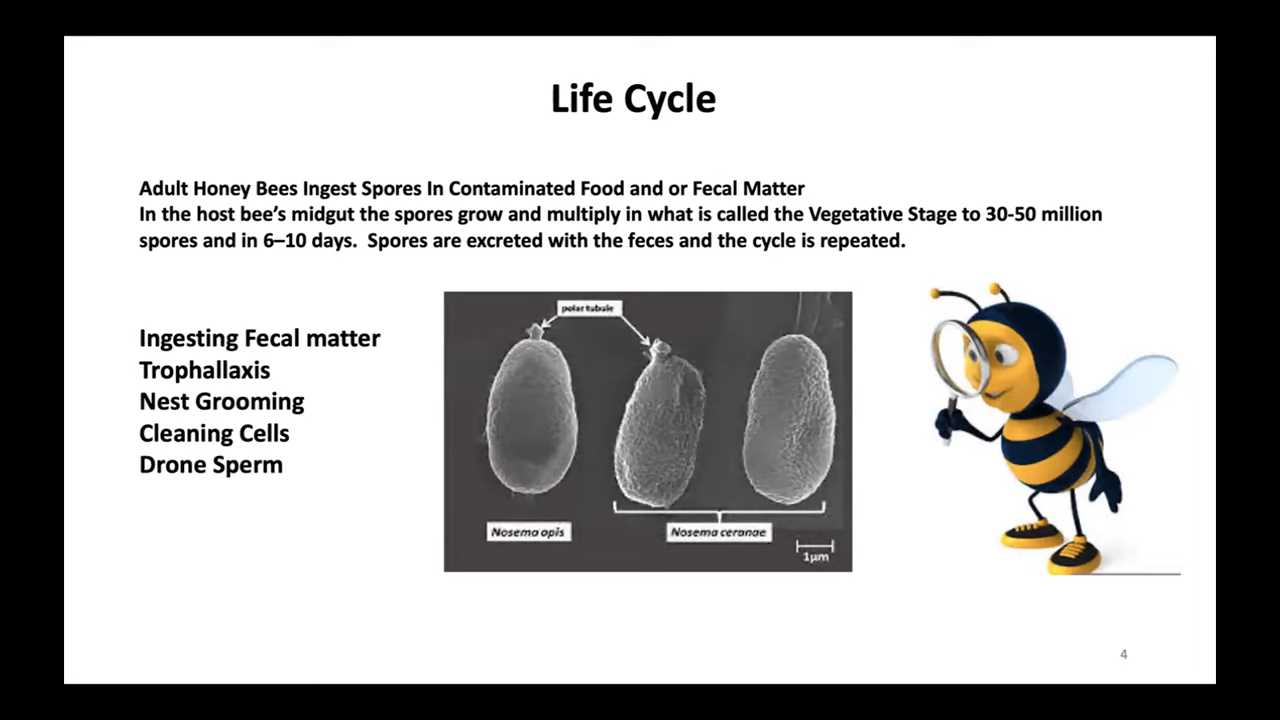 Life Cycle
Adult Honey Bees Ingest Spores In Contaminated Food and or Fecal Matter
In the host bee's midgut the spores grow and multiply in what is called the Vegetative Stage to 30-50 million
spores and in 6–10 days.  Spores are excreted with the feces and the cycle is repeated.
Ingesting Fecal matter
Trophallaxis
Nest Grooming
Cleaning Cells
Drone Sperm
polar tubule
Nosema apis
Nosema ceranae
1µm
4